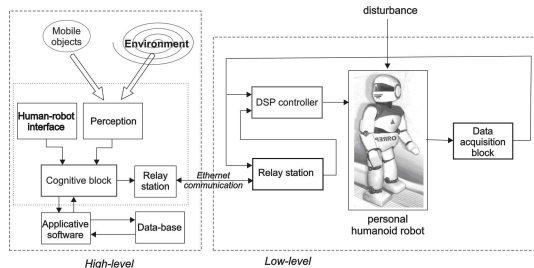 disturbance
Mobile
objects
Environment
Human-robot
interface
Perception
Cognitive block
Relay
station
Applicative
software
Data-base
High-level
Ethernet
communication
DSP controller
Relay station
Data
acquisition
block
personal
humanoid robot
Low-level